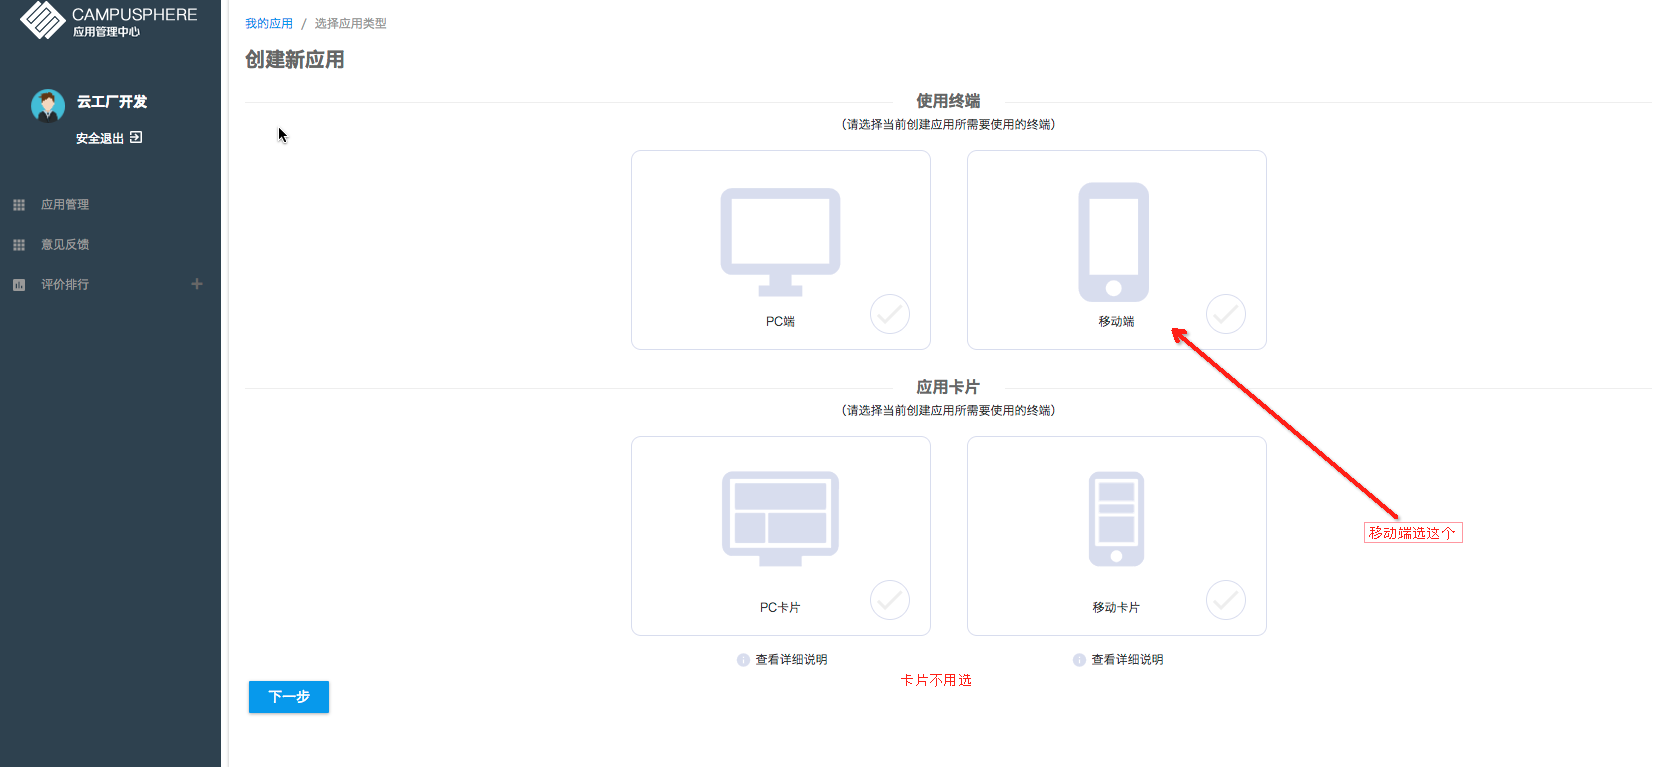 CAMPUSPHERE
应用管理中心
云工厂开发
安全退出
应用管理
意见反馈
评价排行
我的应用 / 选择应用类型
创建新应用
使用终端
(请选择当前创建应用所需要使用的终端)
PC端
移动端
应用卡片
(请选择当前创建应用所需要使用的终端)
移动端选这个
PC卡片
移动卡片
查看详细说明
查看详细说明
卡片不用选
下一步